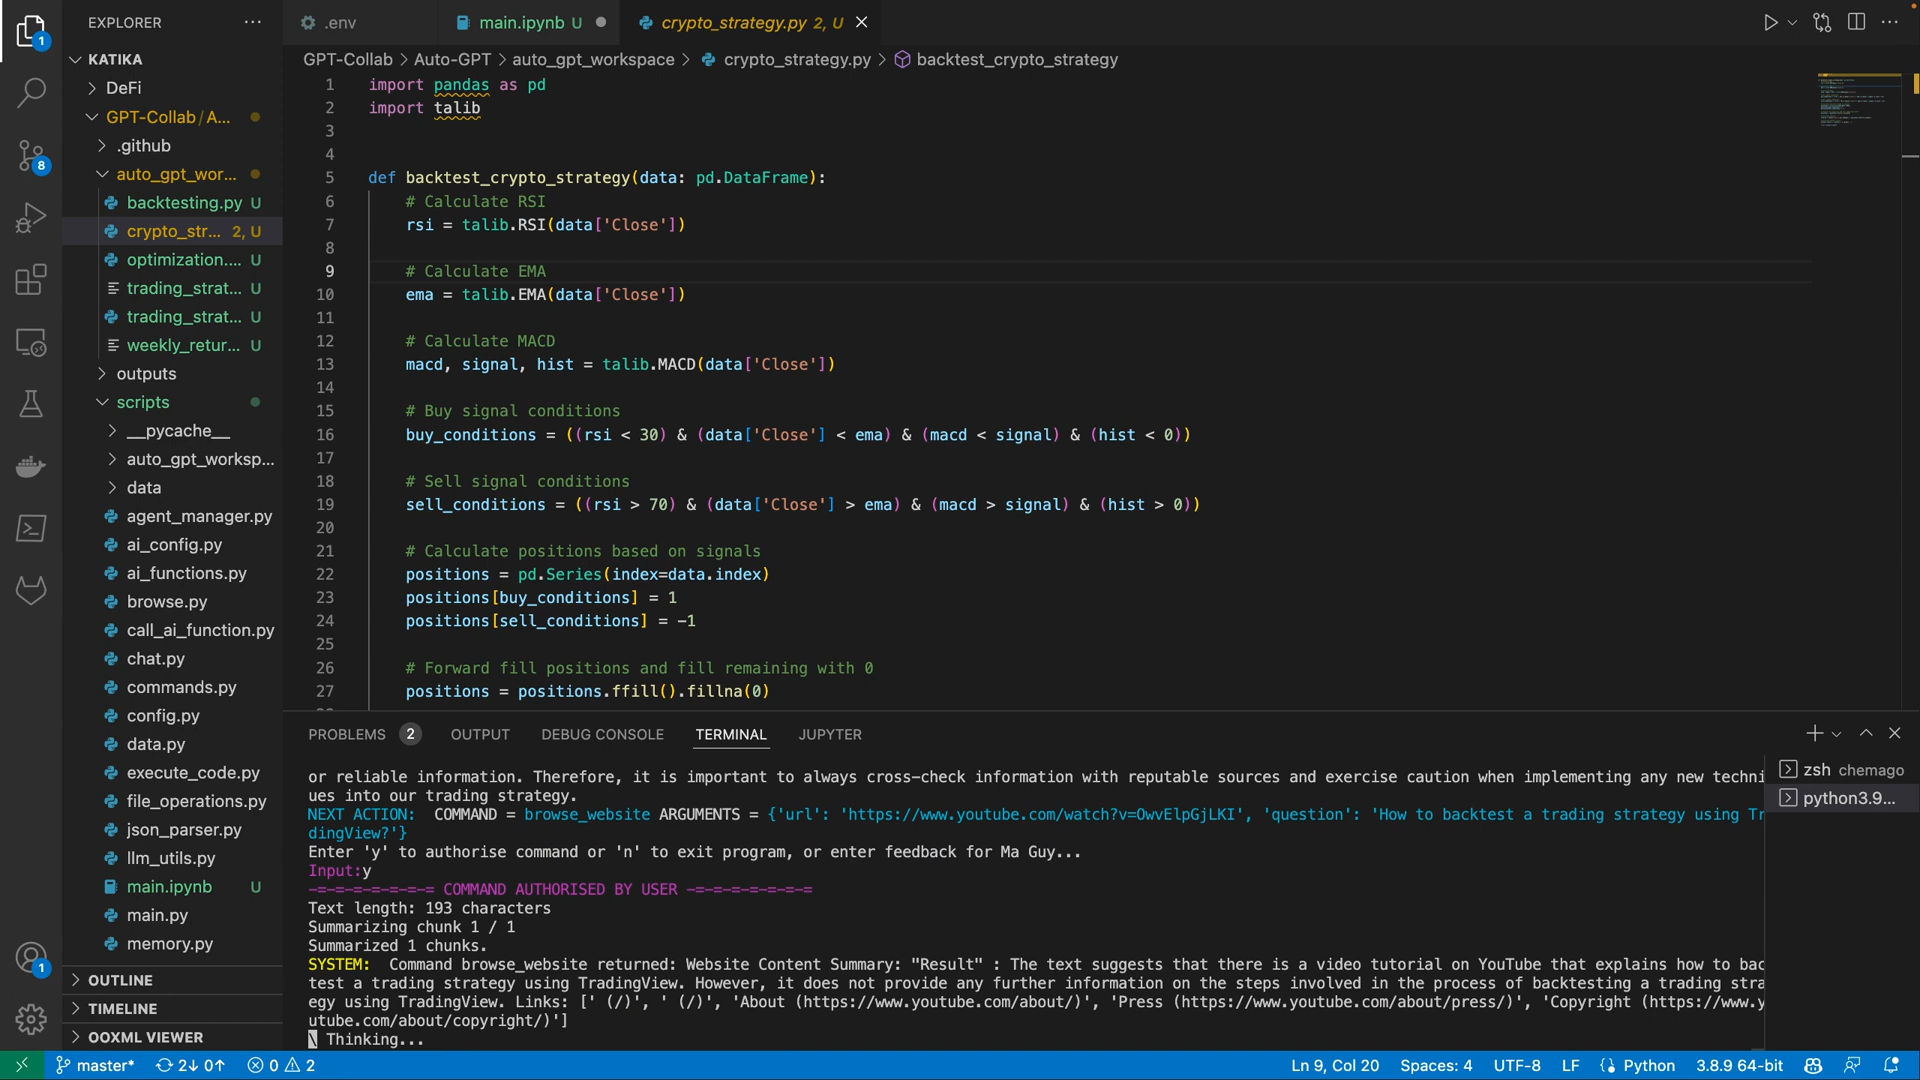 EXPLORER
KATIKA
DeFi
GPT-Collab/A...
.github
auto_gpt_wor...
backtesting.py U
crypto_str... 2, U
optimization.... U
trading_strat... U
trading_strat... U
weekly_retur... U
outputs
scripts
__pycache__
auto_gpt_worksp...
data
agent_manager.py
ai_config.py
ai_functions.py
browse.py
call_ai_function.py
chat.py
commands.py
config.py
data.py
execute_code.py
file_operations.py
json_parser.py
llm_utils.py
main.ipynb U
main.py
memory.py
OUTLINE
TIMELINE
OOXML VIEWER
1
8
1
.env
main.ipynb U
crypto_strategy.py 2, U
GPT-Collab > Auto-GPT > auto_gpt_workspace > crypto_strategy.py > backtest_crypto_strategy
1 import pandas as pd
2 import talib
3
4
5 def backtest_crypto_strategy(data: pd.DataFrame):
6 # Calculate RSI
7 rsi = talib.RSI(data['Close'])
8
9 # Calculate EMA
10 ema = talib.EMA(data['Close'])
11
12 # Calculate MACD
13 macd, signal, hist = talib.MACD(data['Close'])
14
15 # Buy signal conditions
16 buy_conditions = ((rsi < 30) & (data['Close'] < ema) & (macd < signal) & (hist < 0))
17
18 # Sell signal conditions
19 sell_conditions = ((rsi > 70) & (data['Close'] > ema) & (macd > signal) & (hist > 0))
20
21 # Calculate positions based on signals
22 positions = pd.Series(index=data.index)
23 positions[buy_conditions] = 1
24 positions[sell_conditions] = -1
25
26 # Forward fill positions and fill remaining with 0
27 positions = positions.ffill().fillna(0)
PROBLEMS 2 OUTPUT DEBUG CONSOLE TERMINAL JUPYTER
or reliable information. Therefore, it is important to always cross-check information with reputable sources and exercise caution when implementing any new techni
ues into our trading strategy.
NEXT ACTION: COMMAND = browse_website ARGUMENTS = {'url': 'https://www.youtube.com/watch?v=OwvElpGjLKI', 'question': 'How to backtest a trading strategy using Tr
dingView?'}
Enter 'y' to authorise command or 'n' to exit program, or enter feedback for Ma Guy...
Input:y
-=-=-=-=-=-=-= COMMAND AUTHORISED BY USER -=-=-=-=-=-=-=
Text length: 193 characters
Summarizing chunk 1 / 1
Summarized 1 chunks.
SYSTEM: Command browse_website returned: Website Content Summary: "Result" : The text suggests that there is a video tutorial on YouTube that explains how to bac
test a trading strategy using TradingView. However, it does not provide any further information on the steps involved in the process of backtesting a trading stra
egy using TradingView. Links: [' (/)', ' (/)', 'About (https://www.youtube.com/about/)', 'Press (https://www.youtube.com/about/press/)', 'Copyright (https://www.y
utube.com/about/copyright/)']
\ Thinking...
zsh chemago
python3.9...
master* 2↓ 0↑ 0 2 Ln 9, Col 20 Spaces: 4 UTF-8 LF Python 3.8.9 64-bit